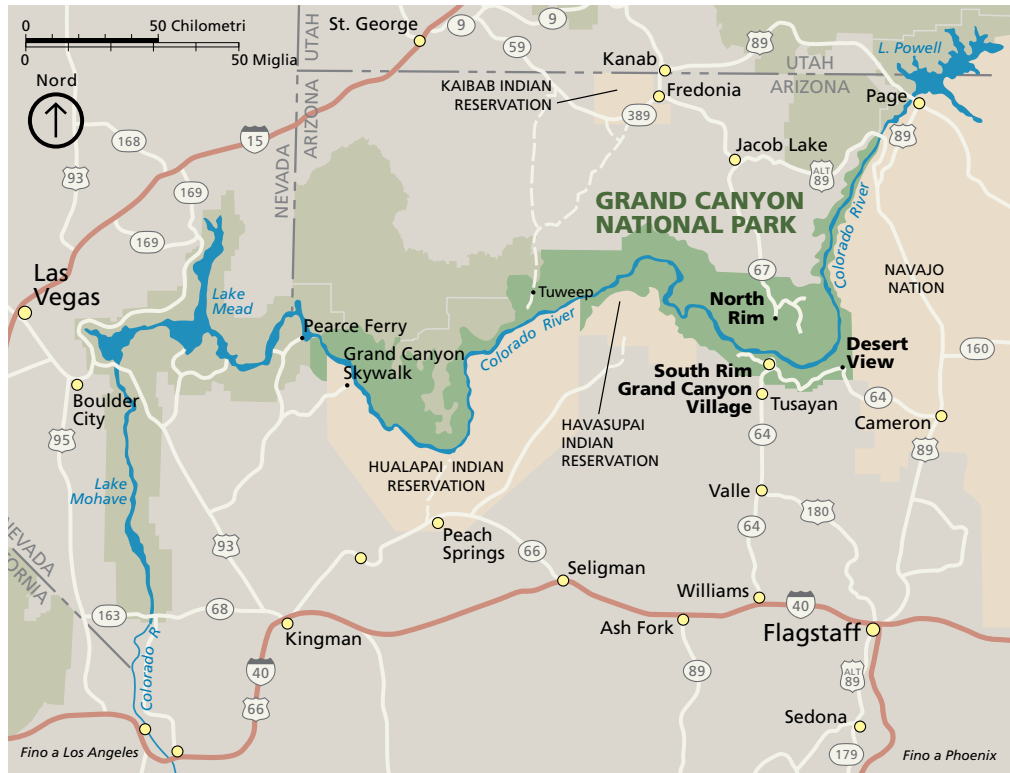 0
50 Chilometri
0
50 Miglia
Nord
St. George
9
9
59
Kanab
89
L. Powell
UTAH
ARIZONA
UTAH
ARIZONA
NEVADA
KAIBAB INDIAN
RESERVATION
Fredonia
389
Page
89
15
168
93
169
169
Jacob Lake
ALT
89
GRAND CANYON
NATIONAL PARK
Colorado River
67
NAVAJO
NATION
Las
Vegas
Lake
Mead
Tuweep
North
Rim
Pearce Ferry
Colorado River
Grand Canyon
Skywalk
Desert
View
160
South Rim
Grand Canyon
Village
Tusayan
64
Cameron
Boulder
City
95
HAVASUPAI
INDIAN
RESERVATION
64
89
HUALAPAI INDIAN
RESERVATION
Lake
Mohave
Valle
180
Peach
Springs
64
66
93
NEVADA
Seligman
Williams
40
163
68
Kingman
Ash Fork
Flagstaff
Colorado R
40
66
89
ALT
89
Sedona
179
Fino a Los Angeles
Fino a Phoenix